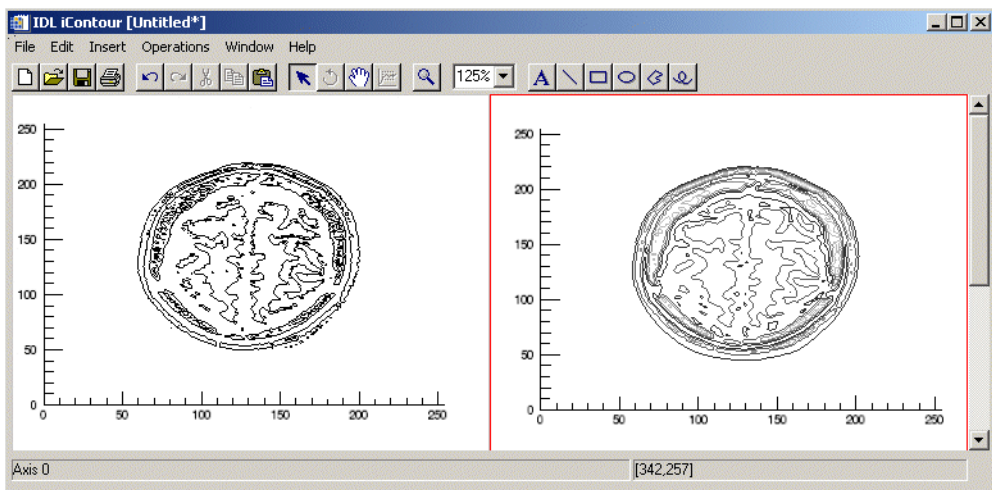 IDL iContour [Untitled*]
File Edit Insert Operations Window Help
125% A
250
200
150
100
50
0
0 50 100 150 200 250
250
200
150
100
50
0
0 50 100 150 200 250
Axis 0 [342,257]